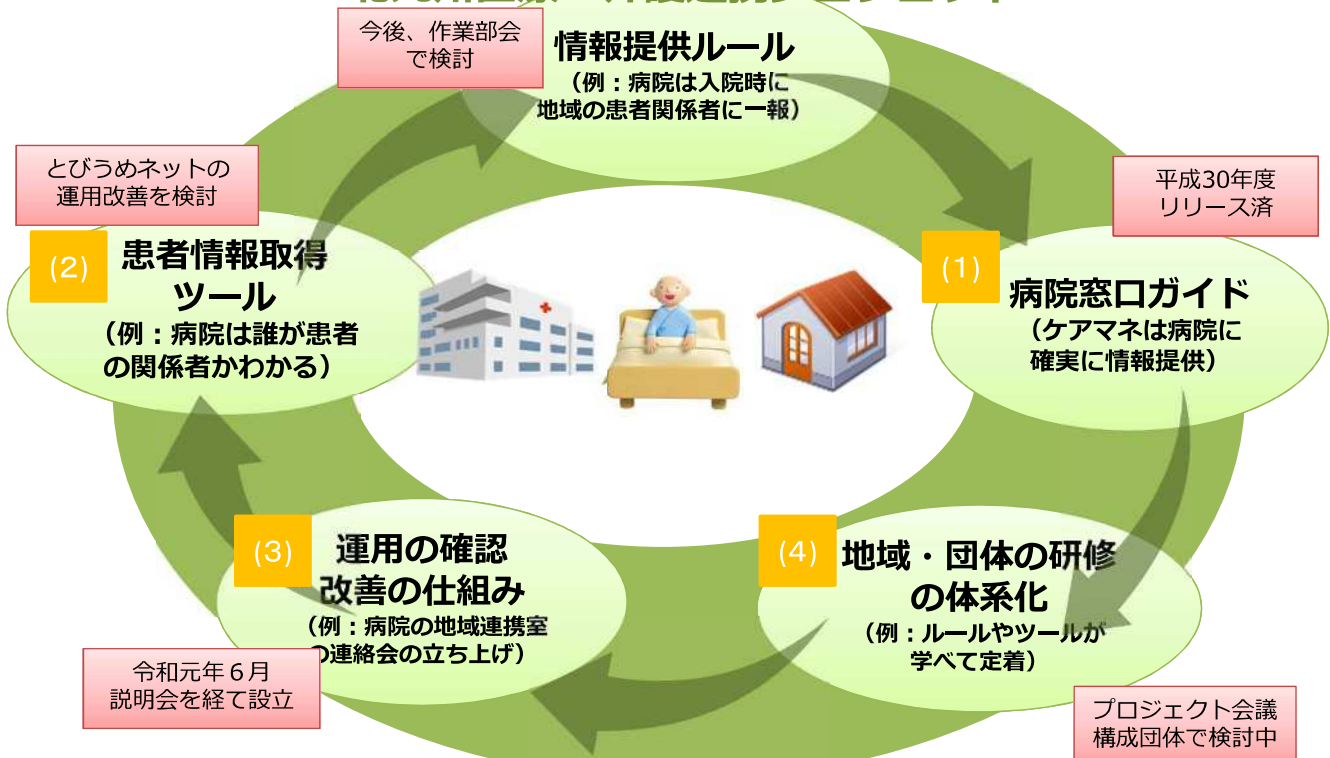 今後、作業部会
で検討
情報提供ルール
（例：病院は入院時に
地域の患者関係者に一報）
とびうめネットの
運用改善を検討
平成30年度
リリース済
(2)
患者情報取得
ツール
（例：病院は誰が患者
の関係者かわかる）
(1)
病院窓口ガイド
（ケアマネは病院に
確実に情報提供）
(3)
運用の確認
改善の仕組み
（例：病院の地域連携室
の連絡会の立ち上げ）
(4)
地域・団体の研修
の体系化
（例：ルールやツールが
学べて定着）
令和元年６月
説明会を経て設立
プロジェクト会議
構成団体で検討中